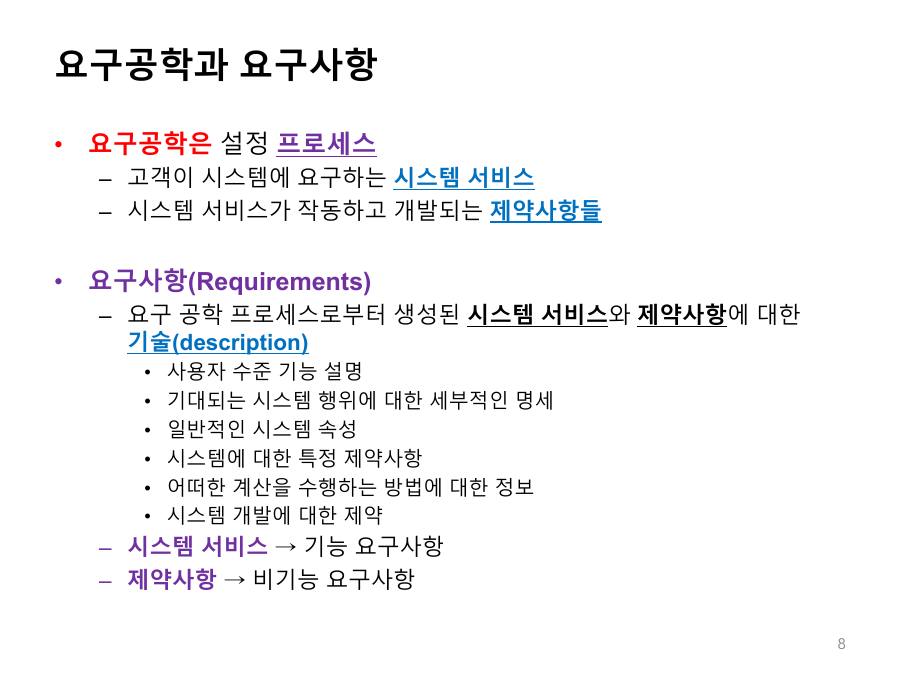 요구공학과 요구사항
• 요구공학은 설정 프로세스
– 고객이 시스템에 요구하는 시스템 서비스
– 시스템 서비스가 작동하고 개발되는 제약사항들
• 요구사항(Requirements)
– 요구 공학 프로세스로부터 생성된 시스템 서비스와 제약사항에 대한
기술(description)
• 사용자 수준 기능 설명
• 기대되는 시스템 행위에 대한 세부적인 명세
• 일반적인 시스템 속성
• 시스템에 대한 특정 제약사항
• 어떠한 계산을 수행하는 방법에 대한 정보
• 시스템 개발에 대한 제약
– 시스템 서비스 → 기능 요구사항
– 제약사항 → 비기능 요구사항
8